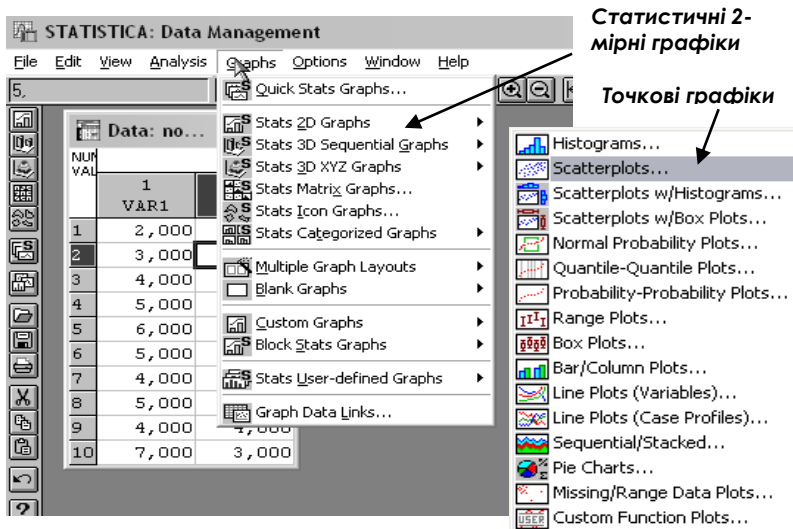 Статистичні 2-
мірні графіки
Точкові графіки
STATISTICA: Data Management
File Edit View Analysis Graphs Options Window Help
5,
Data: no...
NUM
VAL
1
VAR1
1 2,000
2 3,000
3 4,000
4 5,000
5 6,000
6 5,000
7 4,000
8 5,000
9 4,000 4,000
10 7,000 3,000
Quick Stats Graphs...
Stats 2D Graphs
Stats 3D Sequential Graphs
Stats 3D XYZ Graphs
Stats Matrix Graphs...
Stats Icon Graphs...
Stats Categorized Graphs
Multiple Graph Layouts
Blank Graphs
Custom Graphs
Block Stats Graphs
Stats User-defined Graphs
Graph Data Links...
Histograms...
Scatterplots...
Scatterplots w/Histograms...
Scatterplots w/Box Plots...
Normal Probability Plots...
Quantile-Quantile Plots...
Probability-Probability Plots...
Range Plots...
Box Plots...
Bar/Column Plots...
Line Plots (Variables)...
Line Plots (Case Profiles)...
Sequential/Stacked...
Pie Charts...
Missing/Range Data Plots...
Custom Function Plots...